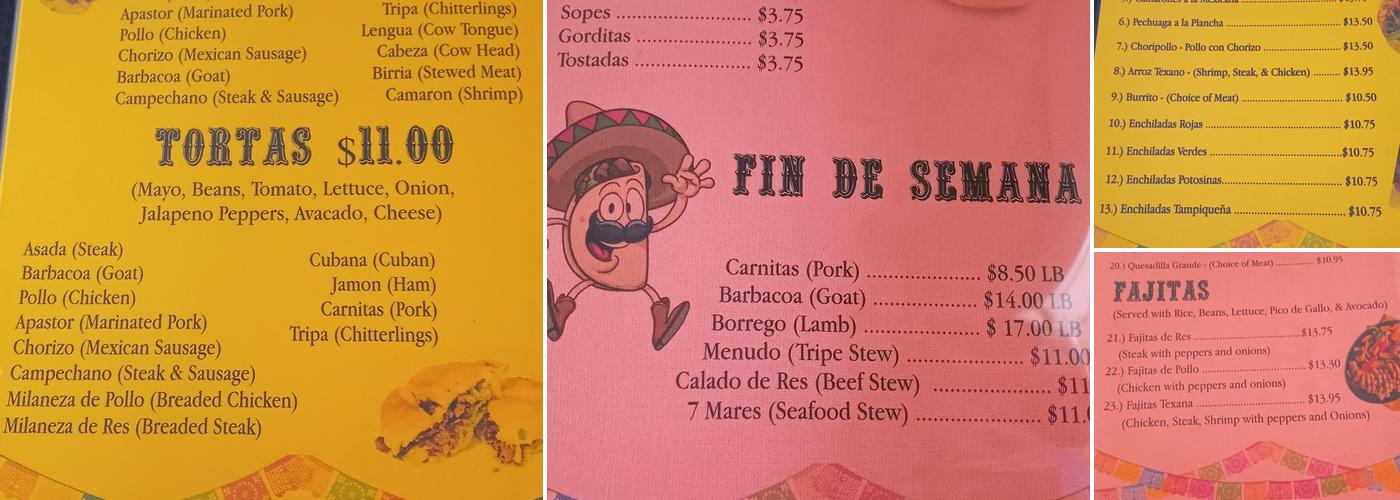 Apastor (Marinated Pork)
Pollo (Chicken)
Chorizo (Mexican Sausage)
Barbacoa (Goat)
Campechano (Steak & Sausage)
Tripa (Chitterlings)
Lengua (Cow Tongue)
Cabeza (Cow Head)
Birria (Stewed Meat)
Camaron (Shrimp)
TORTAS $11.00
(Mayo, Beans, Tomato, Lettuce, Onion,
Jalapeno Peppers, Avacado, Cheese)
Asada (Steak)
Barbacoa (Goat)
Pollo (Chicken)
Apastor (Marinated Pork)
Chorizo (Mexican Sausage)
Campechano (Steak & Sausage)
Milaneza de Pollo (Breaded Chicken)
Milaneza de Res (Breaded Steak)
Cubana (Cuban)
Jamon (Ham)
Carnitas (Pork)
Tripa (Chitterlings)
Sopes ................................ $3.75
Gorditas ........................... $3.75
Tostadas ........................... $3.75
FIN DE SEMANA
Carnitas (Pork) ........................ $8.50 LB
Barbacoa (Goat) ...................... $14.00 LB
Borrego (Lamb) ...................... $ 17.00 LB
Menudo (Tripe Stew) ......................... $11.00
Calado de Res (Beef Stew) ......................... $11
7 Mares (Seafood Stew) ............................. $11.
6.) Pechuaga a la Plancha ................................ $13.50
7.) Choripollo - Pollo con Chorizo ........................ $13.50
8.) Arroz Texano - (Shrimp, Steak, & Chicken) ......... $13.95
9.) Burrito - (Choice of Meat) .............................. $10.50
10.) Enchiladas Rojas ........................................ $10.75
11.) Enchiladas Verdes ......................................$10.75
12.) Enchiladas Potosinas................................... $10.75
13.) Enchiladas Tampiqueña ................................ $10.75
20.) Quesadilla Grande - (Choice of Meat) ............. $10.95
FAJITAS
(Served with Rice, Beans, Lettuce, Pico de Gallo, & Avocado)
21.) Fajitas de Res ...............................$13.75
(Steak with peppers and onions)
22.) Fajitas de Pollo ............................. $13.30
(Chicken with peppers and onions)
23.) Fajitas Texana .............................. $13.95
(Chicken, Steak, Shrimp with peppers and Onions)